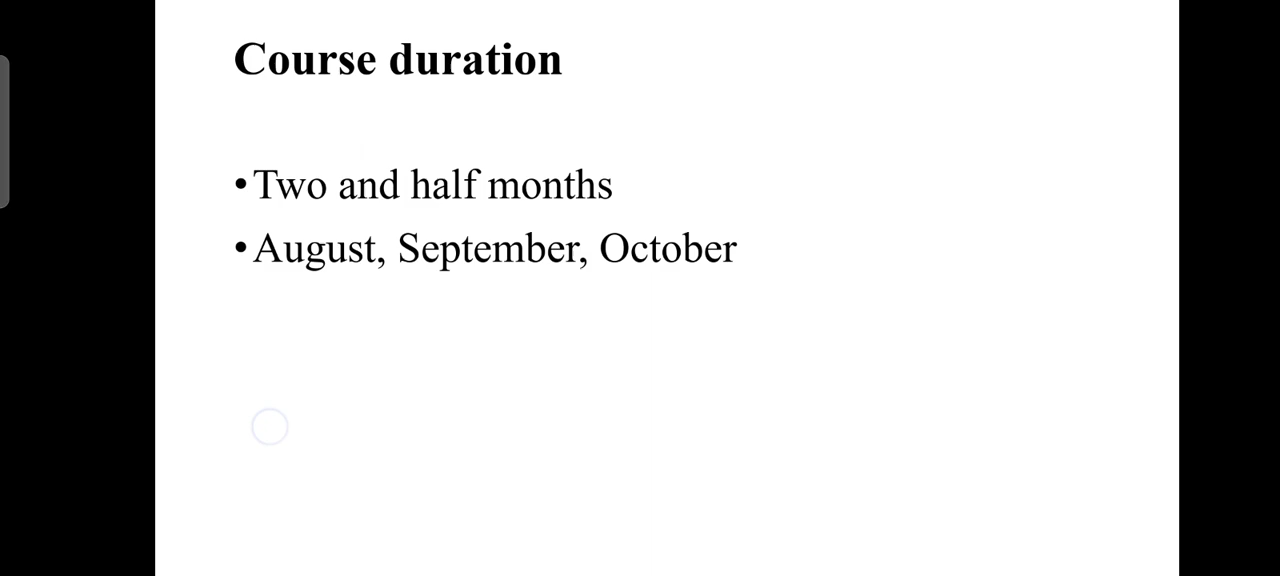 Course duration
•Two and half months
•August, September, October